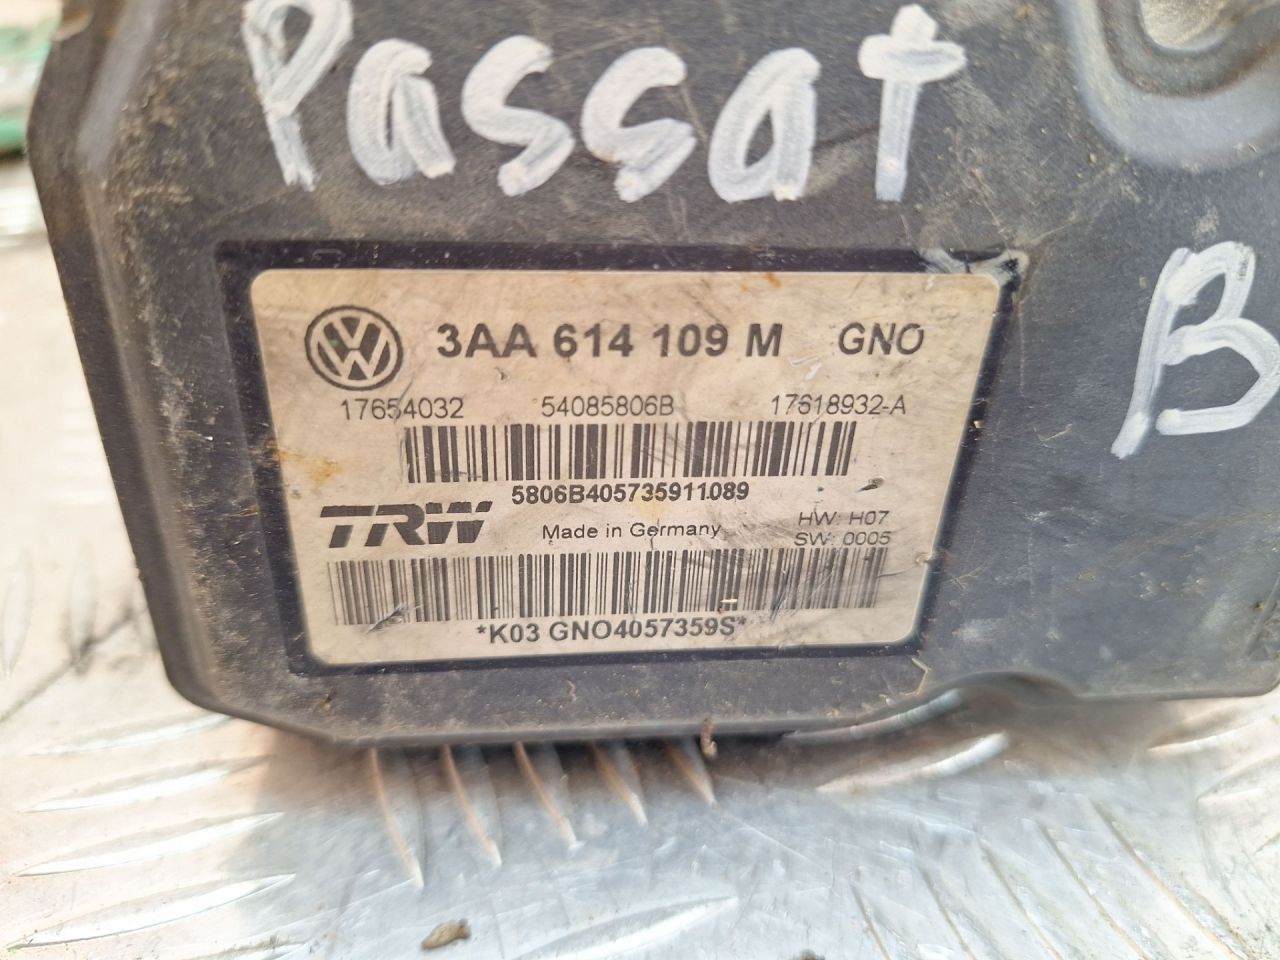 Passat
B
3AA 614 109 M GNO
17654032 54085806B 17618932-A
5806B405735911089
TRW Made in Germany HW: H07
SW: 0005
*K03 GNO4057359S*